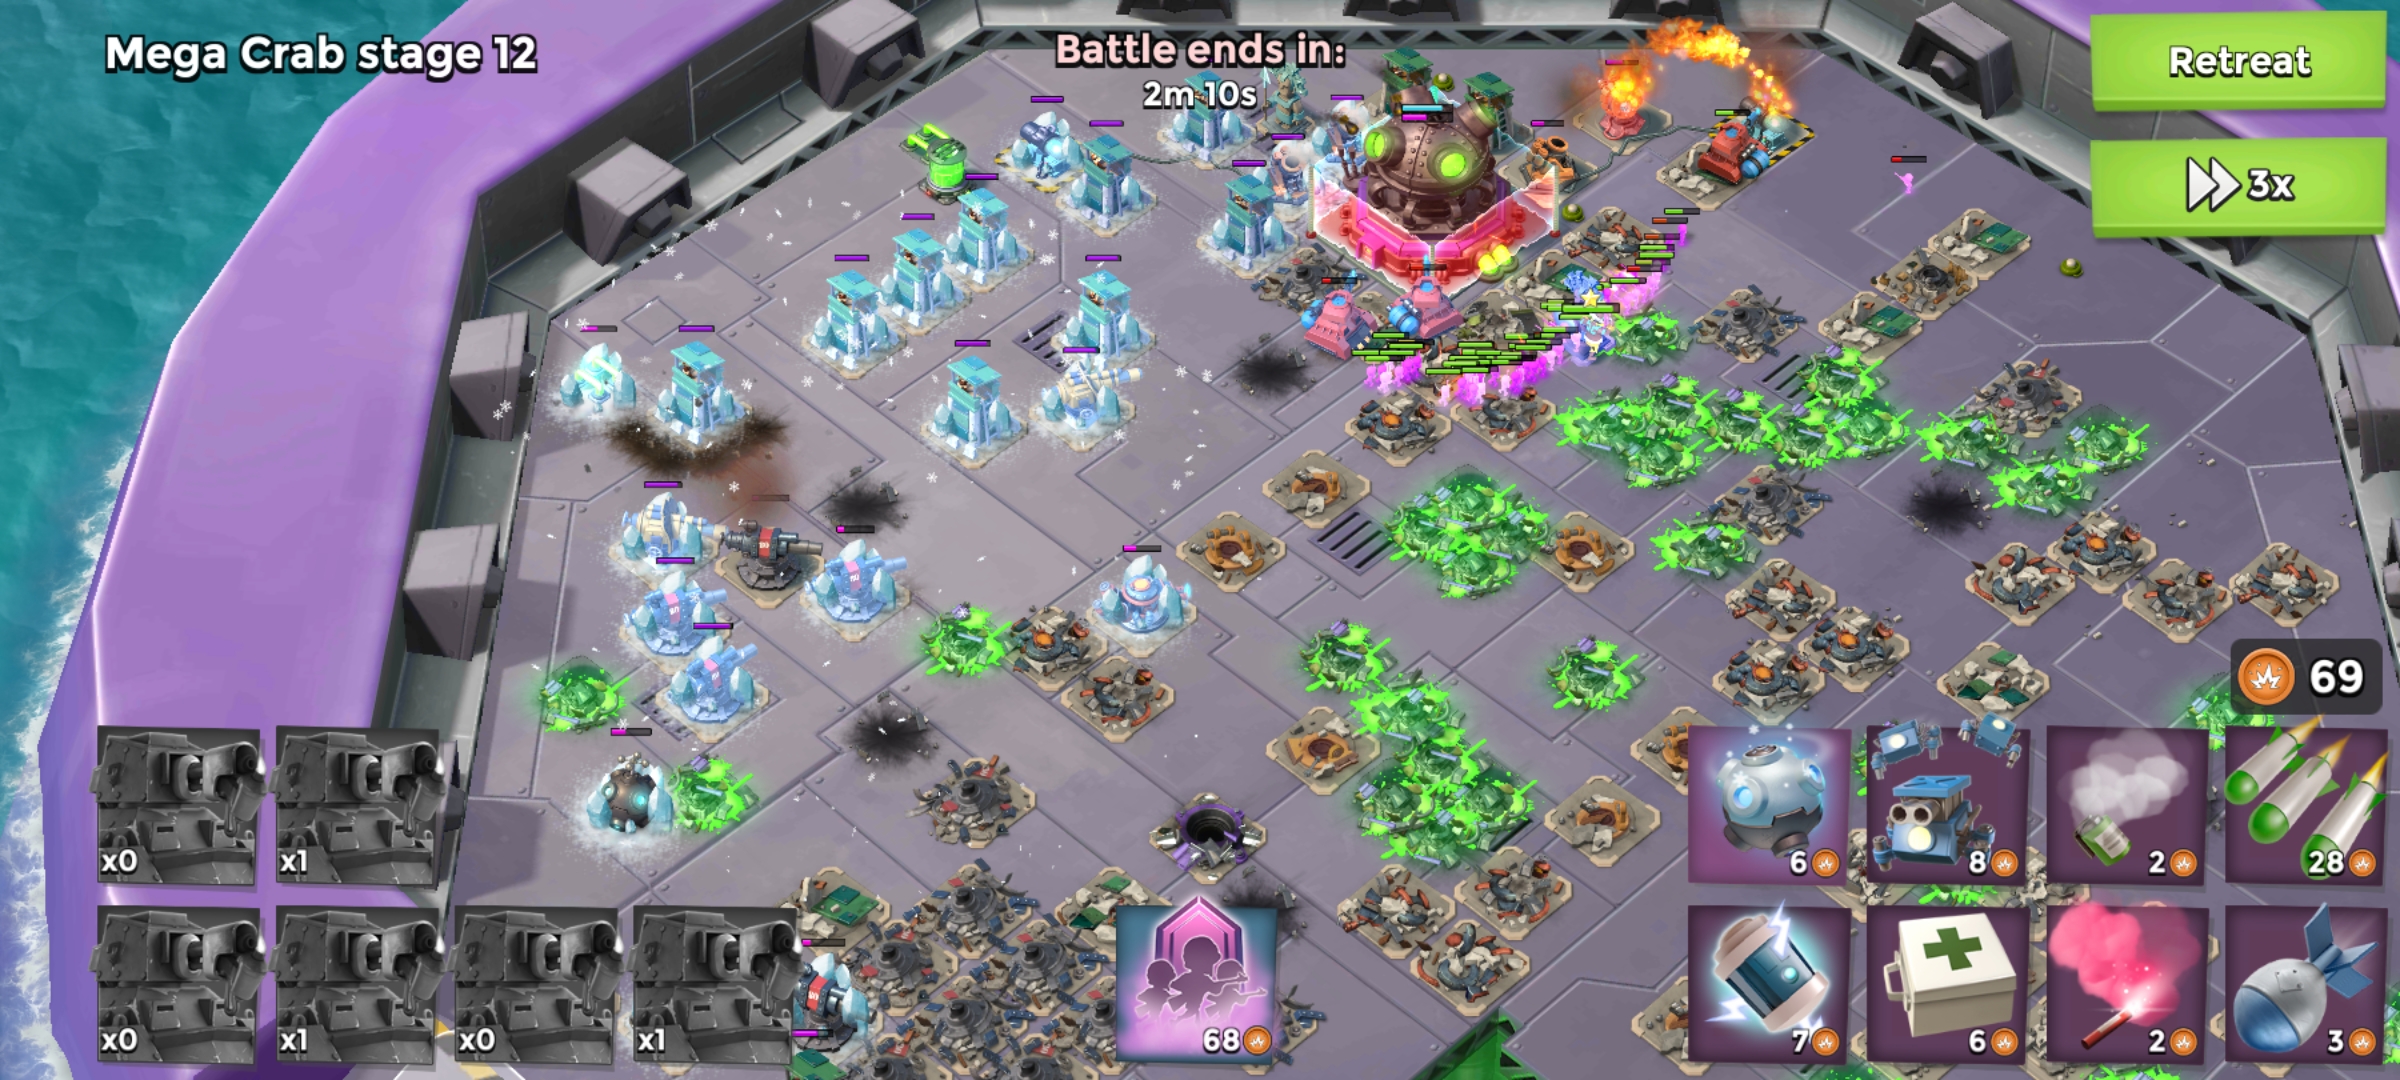 Mega Crab stage 12
Battle ends in:
2m 10s
Retreat
3x
69
x0
x1
6
8
2
28
x0
x1
x0
x1
68
7
6
2
3